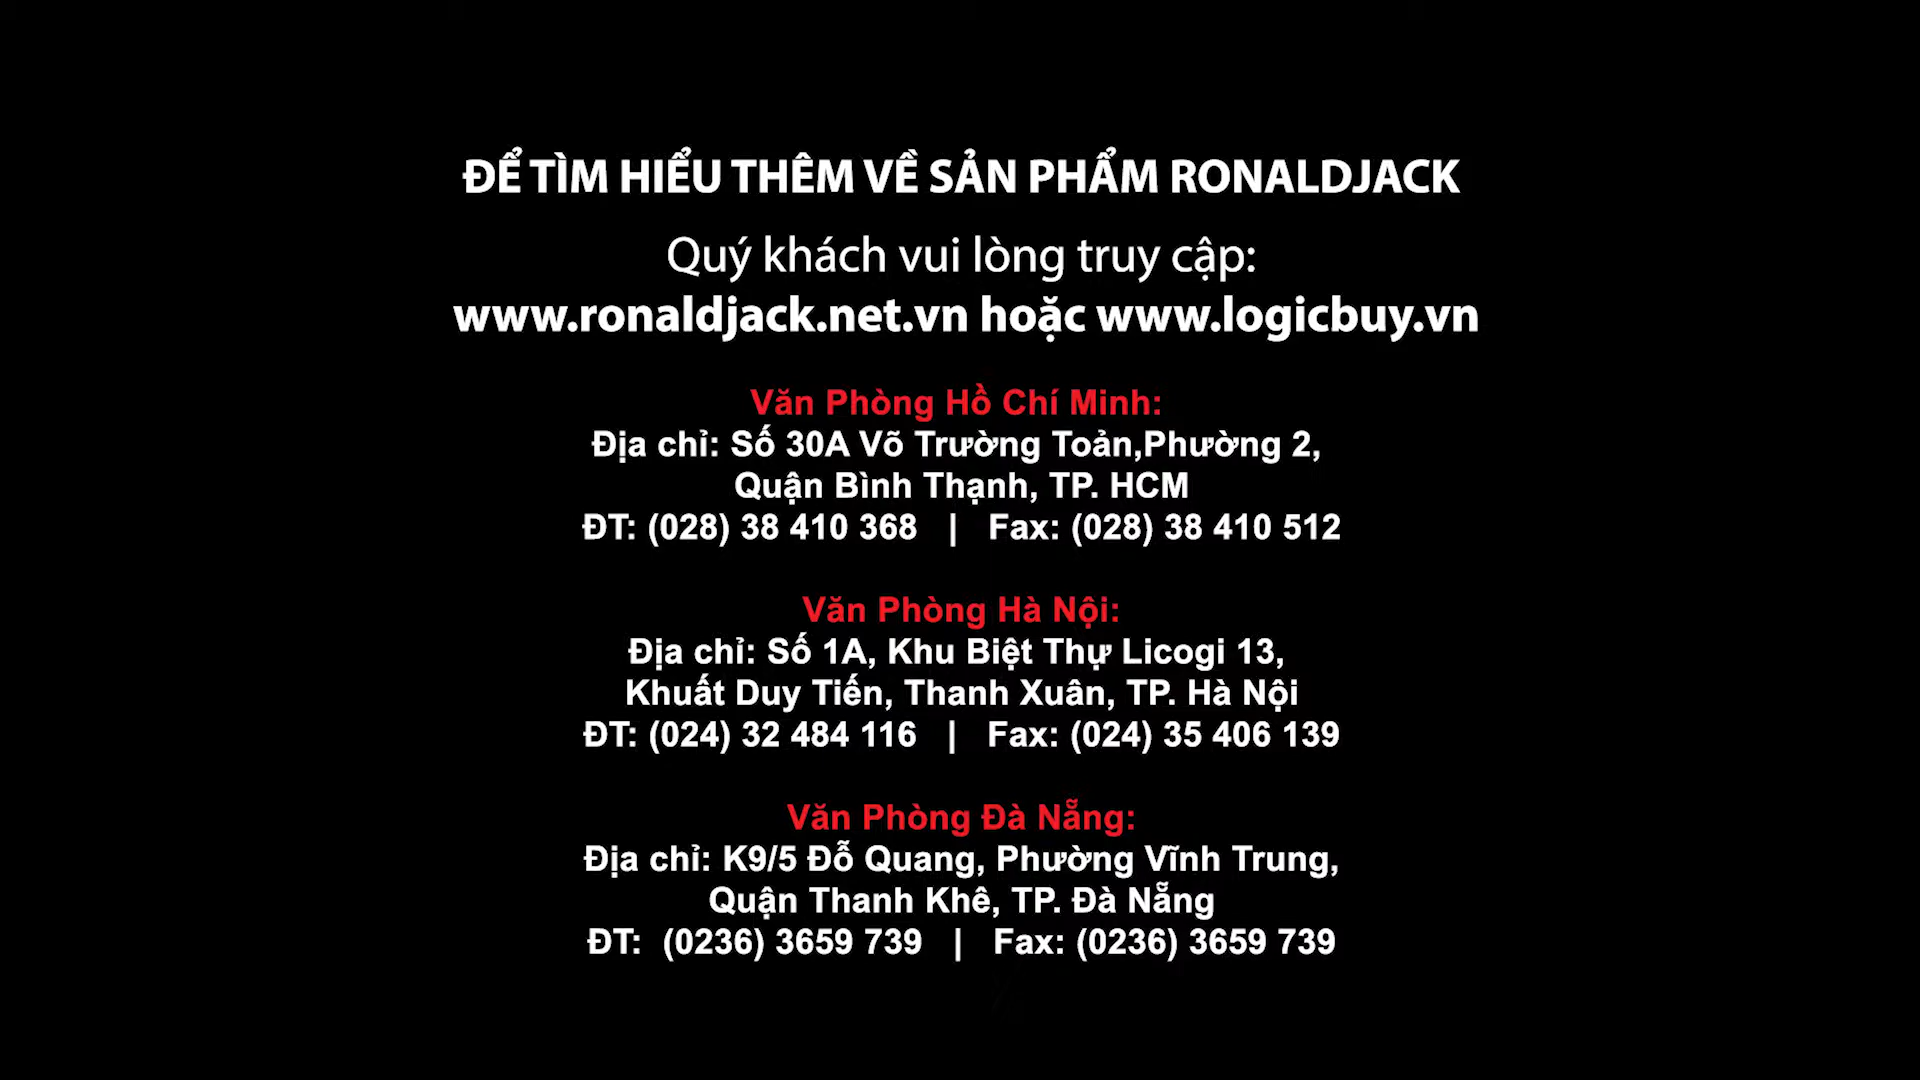 ĐỂ TÌM HIỂU THÊM VỀ SẢN PHẨM RONALDJACK
Quý khách vui lòng truy cập:
www.ronaldjack.net.vn hoặc www.logicbuy.vn
Văn Phòng Hồ Chí Minh:
Địa chỉ: Số 30A Võ Trường Toản,Phường 2,
Quận Bình Thạnh, TP. HCM
ĐT: (028) 38 410 368 | Fax: (028) 38 410 512
Văn Phòng Hà Nội:
Địa chỉ: Số 1A, Khu Biệt Thự Licogi 13,
Khuất Duy Tiến, Thanh Xuân, TP. Hà Nội
ĐT: (024) 32 484 116 | Fax: (024) 35 406 139
Văn Phòng Đà Nẵng:
Địa chỉ: K9/5 Đỗ Quang, Phường Vĩnh Trung,
Quận Thanh Khê, TP. Đà Nẵng
ĐT: (0236) 3659 739 | Fax: (0236) 3659 739